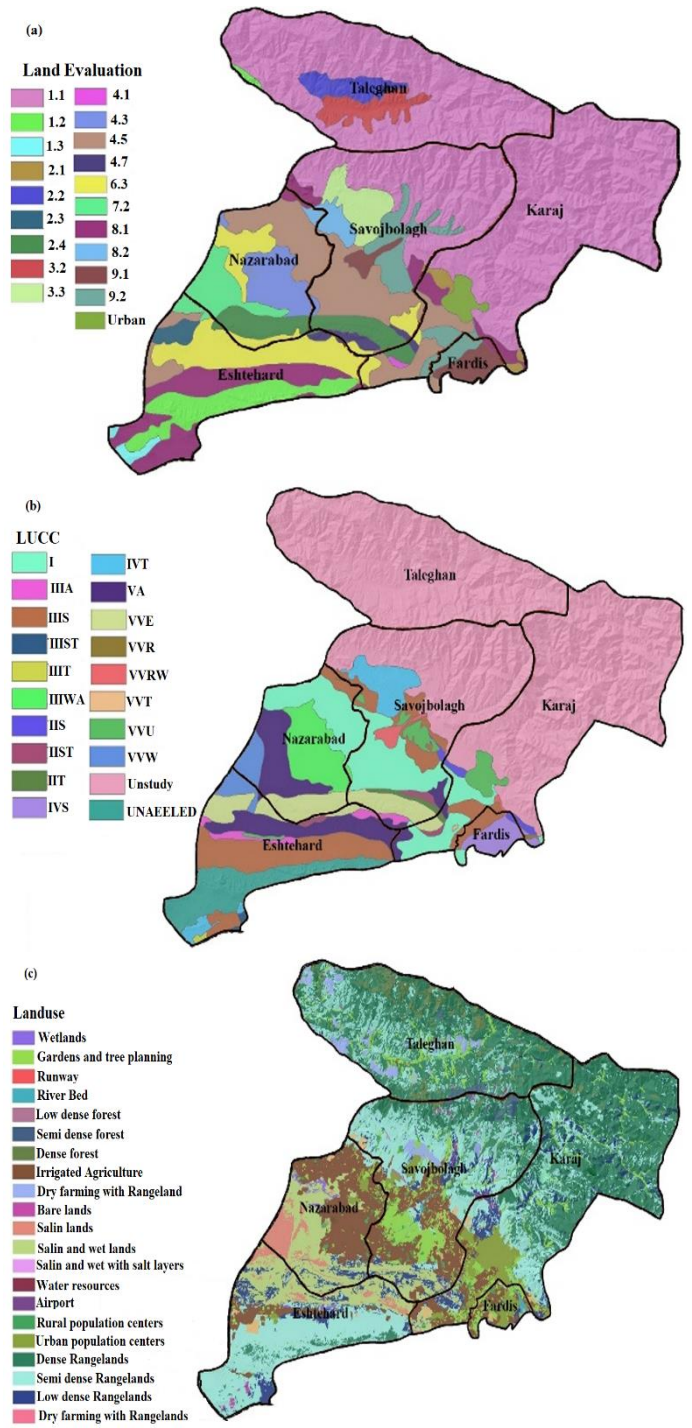 (a)
Land Evaluation
1.1
1.2
1.3
2.1
2.2
2.3
2.4
3.2
3.3
4.1
4.3
4.5
4.7
6.3
7.2
8.1
8.2
9.1
9.2
Urban
Taleghan
Karaj
Savojbolagh
Nazarabad
Eshtehard
Fardis
(b)
LUCC
I
IIIA
IIIS
IIIST
IIIT
IIIWA
IIS
IIST
IIT
IVS
IVT
VA
VVE
VVR
VVRW
VVT
VVU
VVW
Unstudy
UNAEELED
Taleghan
Savojbolagh
Karaj
Nazarabad
Eshtehard
Fardis
(c)
Landuse
Wetlands
Gardens and tree planning
Runway
River Bed
Low dense forest
Semi dense forest
Dense forest
Irrigated Agriculture
Dry farming with Rangeland
Bare lands
Salin lands
Salin and wet lands
Salin and wet with salt layers
Water resources
Airport
Rural population centers
Urban population centers
Dense Rangelands
Semi dense Rangelands
Low dense Rangelands
Dry farming with Rangelands
Taleghan
Savojbolagh
Karaj
Nazarabad
Eshtehard
Fardis